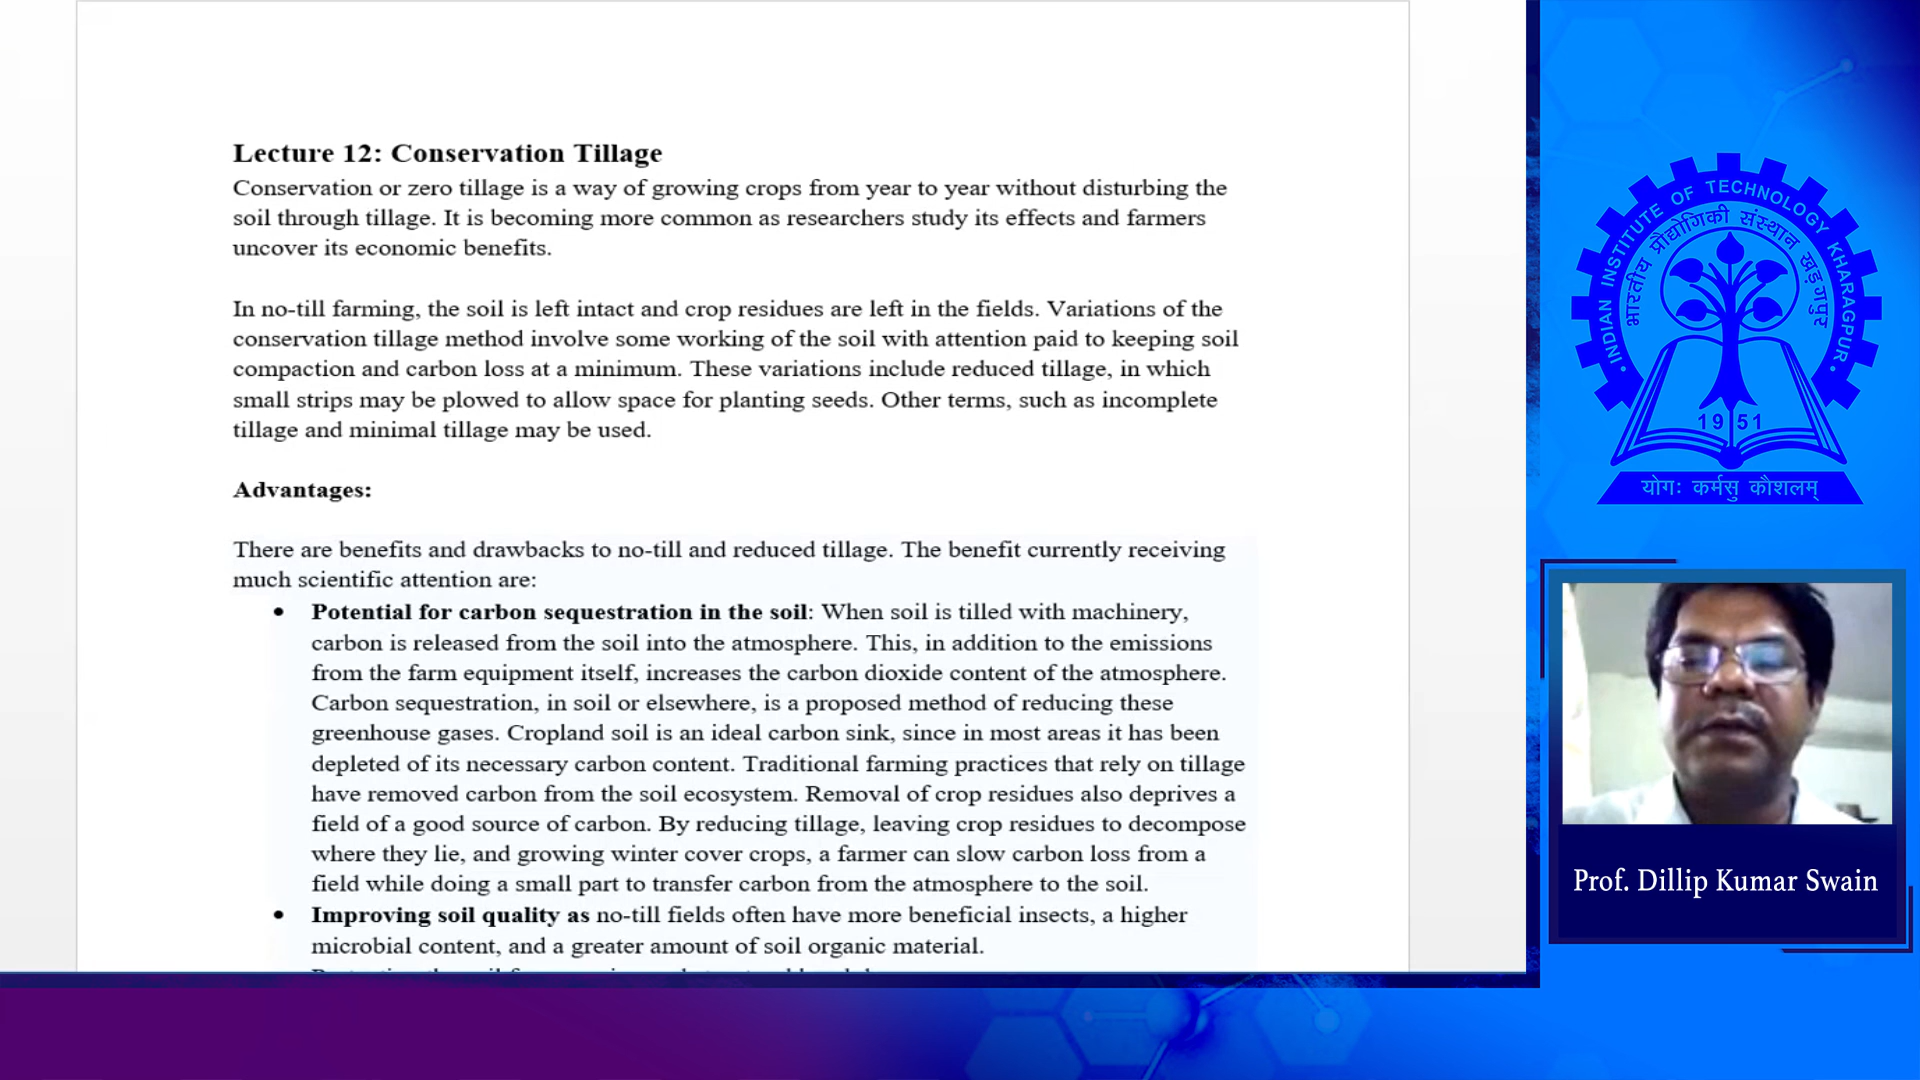 Lecture 12: Conservation Tillage
Conservation or zero tillage is a way of growing crops from year to year without disturbing the
soil through tillage. It is becoming more common as researchers study its effects and farmers
uncover its economic benefits.
In no-till farming, the soil is left intact and crop residues are left in the fields. Variations of the
conservation tillage method involve some working of the soil with attention paid to keeping soil
compaction and carbon loss at a minimum. These variations include reduced tillage, in which
small strips may be plowed to allow space for planting seeds. Other terms, such as incomplete
tillage and minimal tillage may be used.
Advantages:
There are benefits and drawbacks to no-till and reduced tillage. The benefit currently receiving
much scientific attention are:
• Potential for carbon sequestration in the soil: When soil is tilled with machinery,
carbon is released from the soil into the atmosphere. This, in addition to the emissions
from the farm equipment itself, increases the carbon dioxide content of the atmosphere.
Carbon sequestration, in soil or elsewhere, is a proposed method of reducing these
greenhouse gases. Cropland soil is an ideal carbon sink, since in most areas it has been
depleted of its necessary carbon content. Traditional farming practices that rely on tillage
have removed carbon from the soil ecosystem. Removal of crop residues also deprives a
field of a good source of carbon. By reducing tillage, leaving crop residues to decompose
where they lie, and growing winter cover crops, a farmer can slow carbon loss from a
field while doing a small part to transfer carbon from the atmosphere to the soil.
• Improving soil quality as no-till fields often have more beneficial insects, a higher
microbial content, and a greater amount of soil organic material.
INDIAN INSTITUTE OF TECHNOLOGY KHARAGPUR
भारतीय प्रौद्योगिकी संस्थान खड़गपुर
1951
योगः कर्मसु कौशलम्
Prof. Dillip Kumar Swain